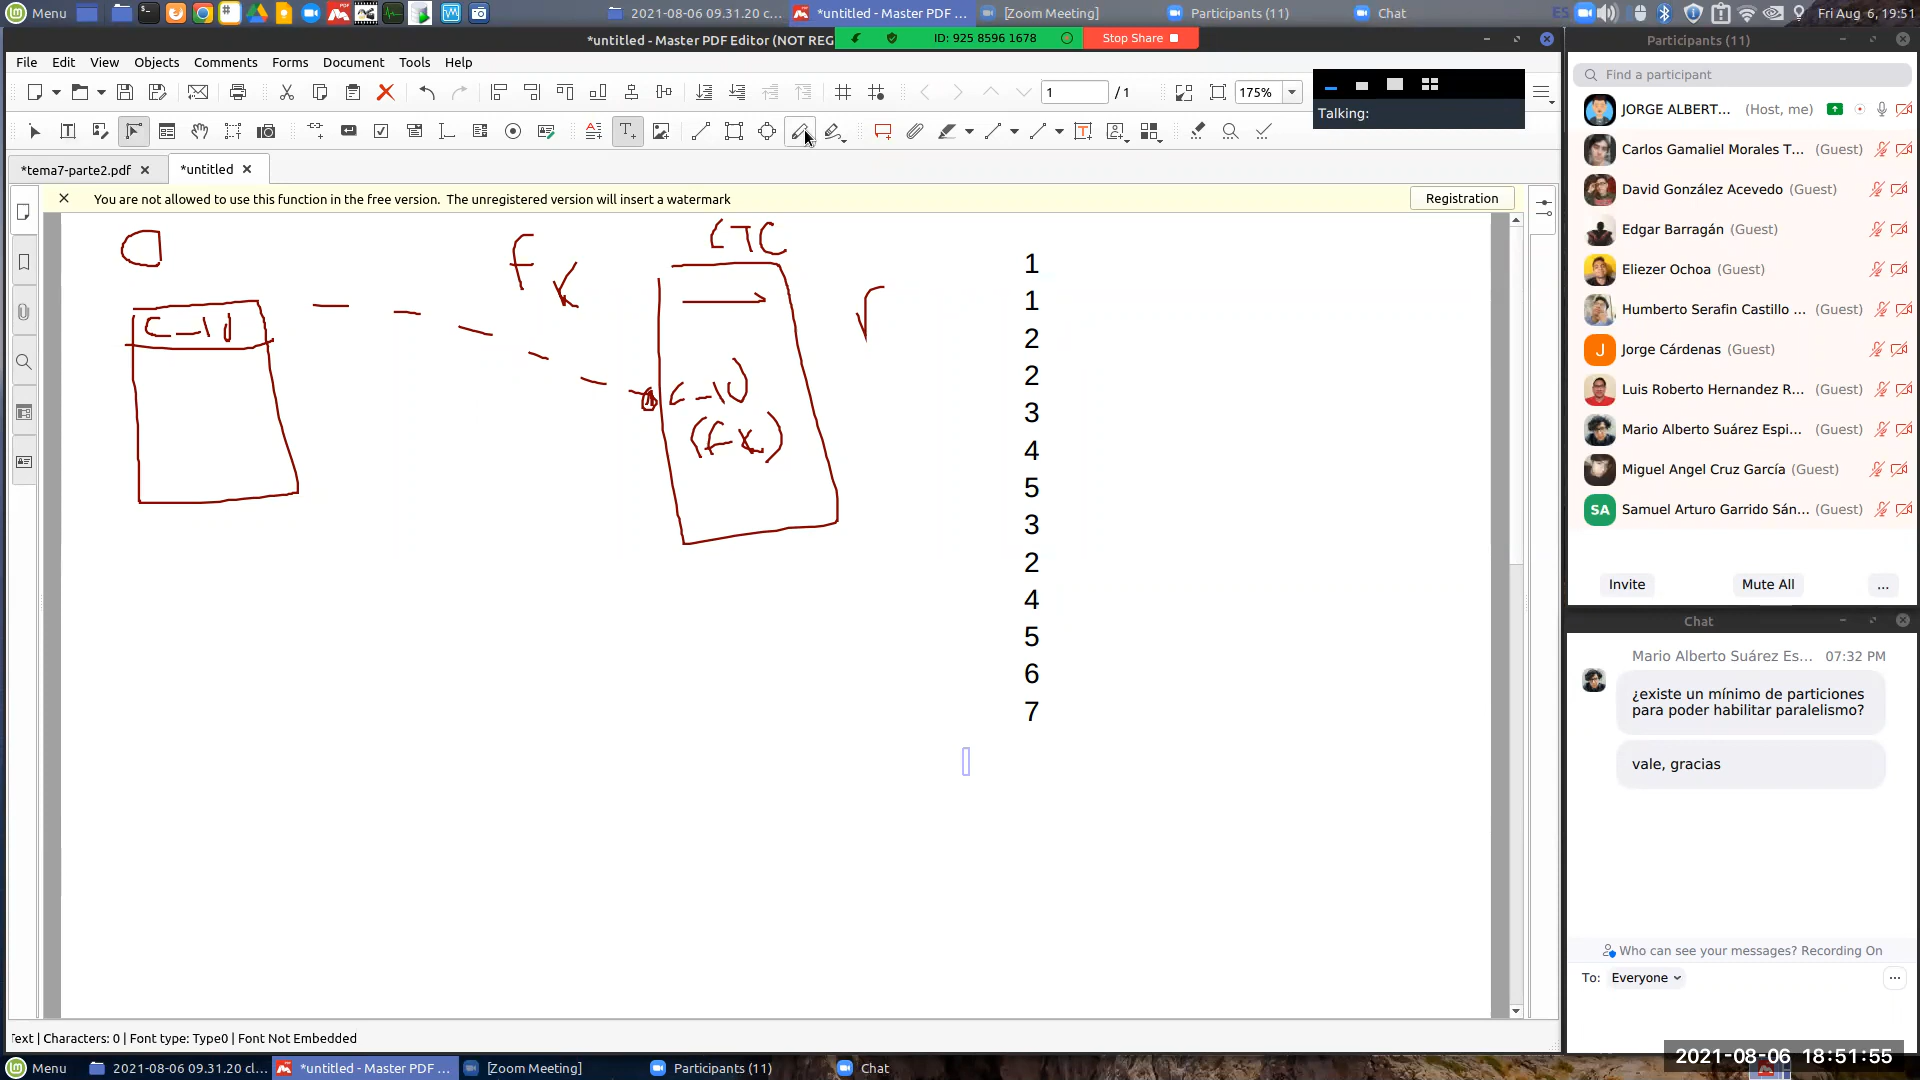 Menu
2021-08-06 09.31.20 c...
*untitled - Master PDF ...
[Zoom Meeting]
Participants (11)
Chat
ES
Fri Aug 6, 19:51
*untitled - Master PDF Editor (NOT REG
ID: 925 8596 1678
Stop Share
File Edit View Objects Comments Forms Document Tools Help
1 / 1
175%
Talking:
*tema7-parte2.pdf
*untitled
You are not allowed to use this function in the free version. The unregistered version will insert a watermark
Registration
C_Id
F
K
CTC
C_ID
(FK)
1
1
2
2
3
4
5
3
2
4
5
6
7
Text | Characters: 0 | Font type: Type0 | Font Not Embedded
Participants (11)
Find a participant
JORGE ALBERT... (Host, me)
Carlos Gamaliel Morales T... (Guest)
David González Acevedo (Guest)
Edgar Barragán (Guest)
Eliezer Ochoa (Guest)
Humberto Serafin Castillo ... (Guest)
J
Jorge Cárdenas (Guest)
Luis Roberto Hernandez R... (Guest)
Mario Alberto Suárez Espi... (Guest)
Miguel Angel Cruz García (Guest)
SA
Samuel Arturo Garrido Sán... (Guest)
Invite
Mute All
...
Chat
Mario Alberto Suárez Es... 07:32 PM
¿existe un mínimo de particiones
para poder habilitar paralelismo?
vale, gracias
Who can see your messages? Recording On
To: Everyone
Menu
2021-08-06 09.31.20 cl...
*untitled - Master PDF ...
[Zoom Meeting]
Participants (11)
Chat
2021-08-06 18:51:55